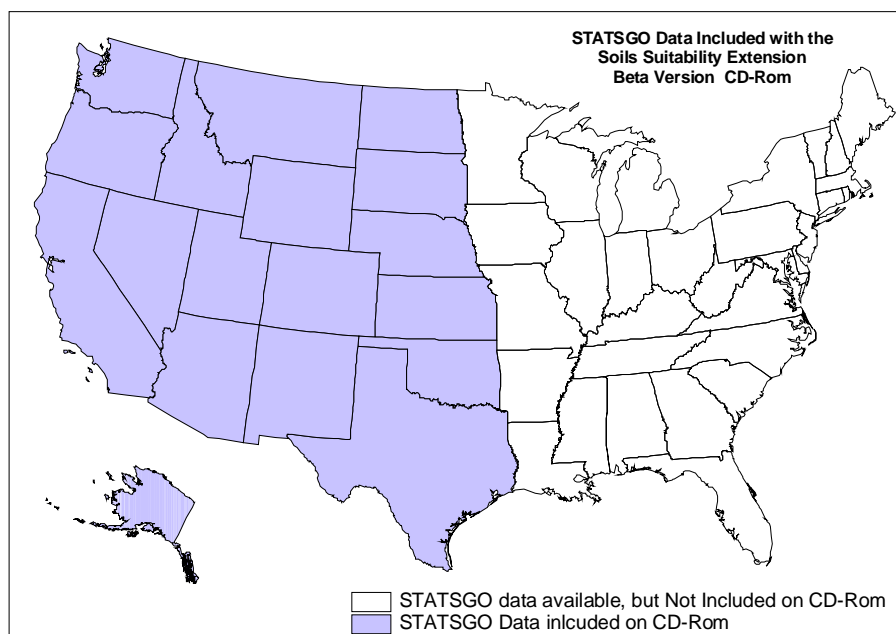 STATSGO Data Included with the
Soils Suitability Extension
Beta Version CD-Rom
STATSGO data available, but Not Included on CD-Rom
STATSGO Data inlcuded on CD-Rom